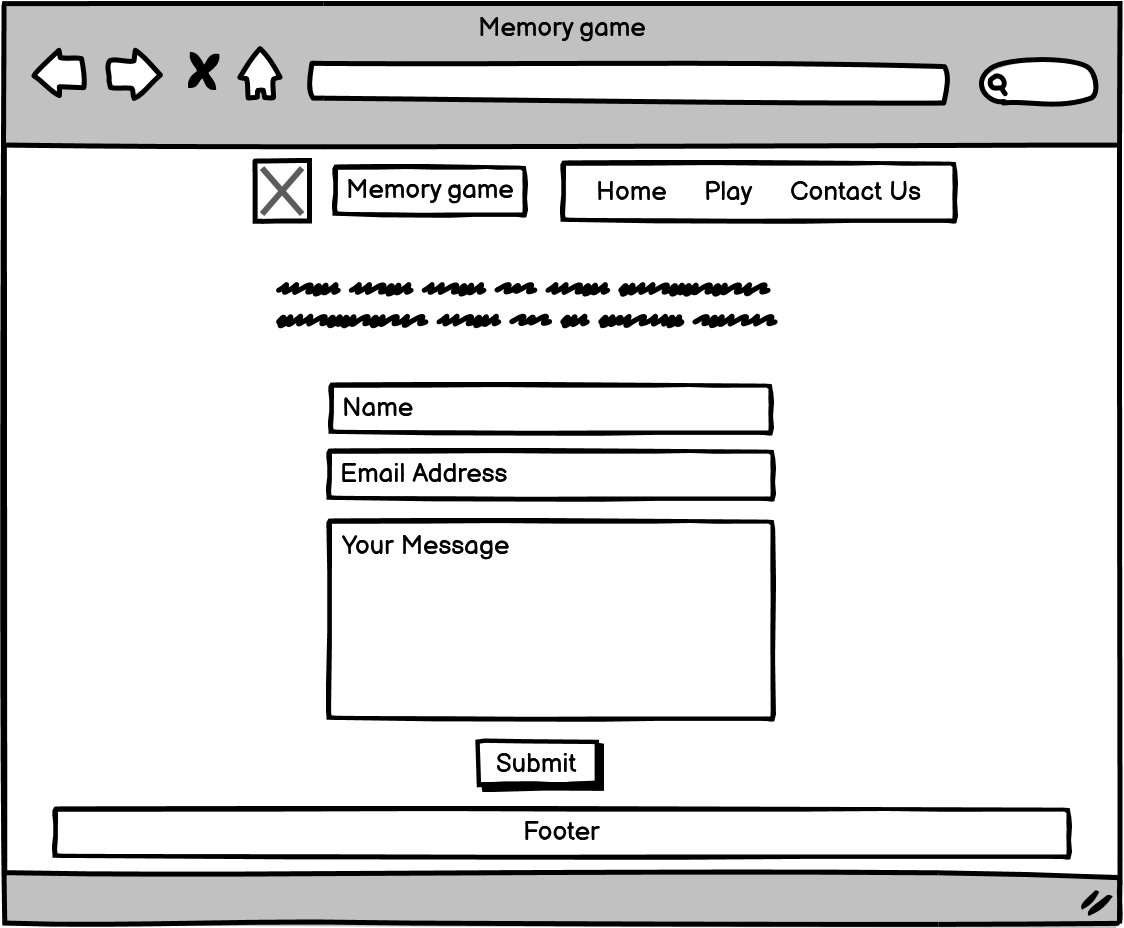 Memory game
Memory game Home Play Contact Us
Name
Email Address
Your Message
Submit
Footer